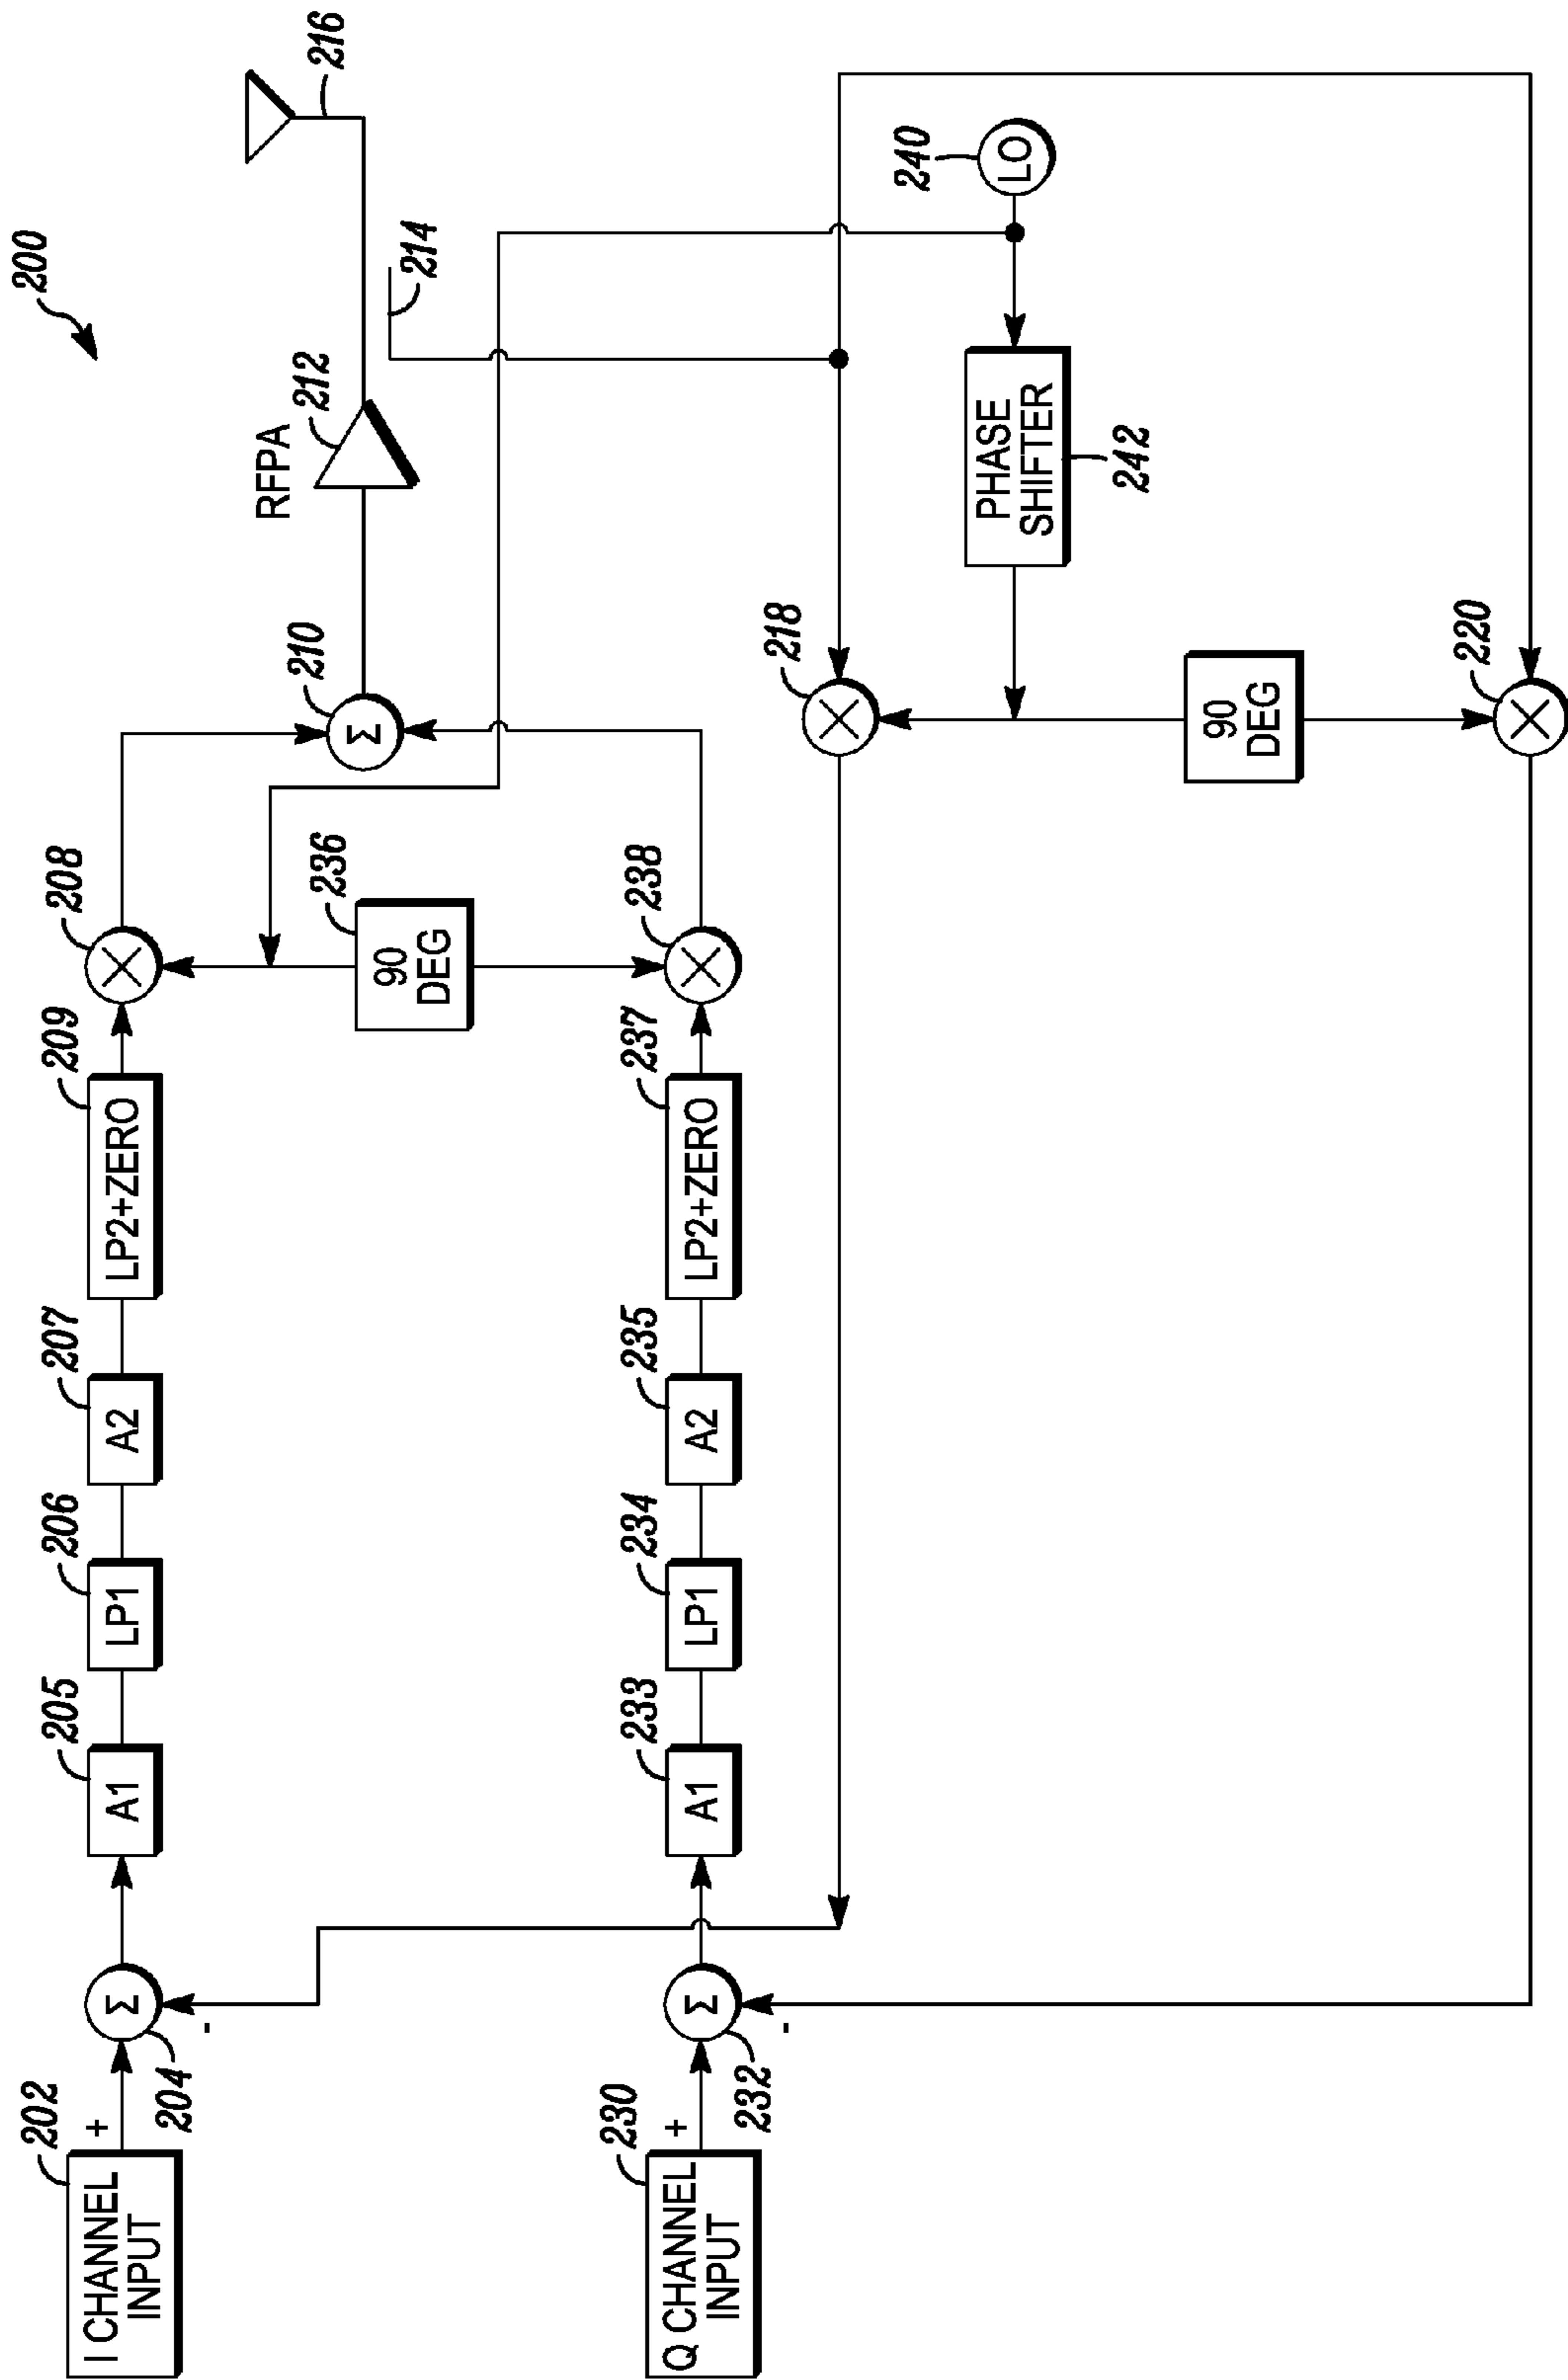 200
I CHANNEL
INPUT
202
+
204
Σ
-
205
A1
206
LP1
207
A2
209
LP2+ZERO
208
210
Σ
RFPA
212
214
216
236
90
DEG
Q CHANNEL
INPUT
230
+
232
Σ
-
233
A1
234
LP1
235
A2
237
LP2+ZERO
238
218
PHASE
SHIFTER
242
240
LO
90
DEG
220